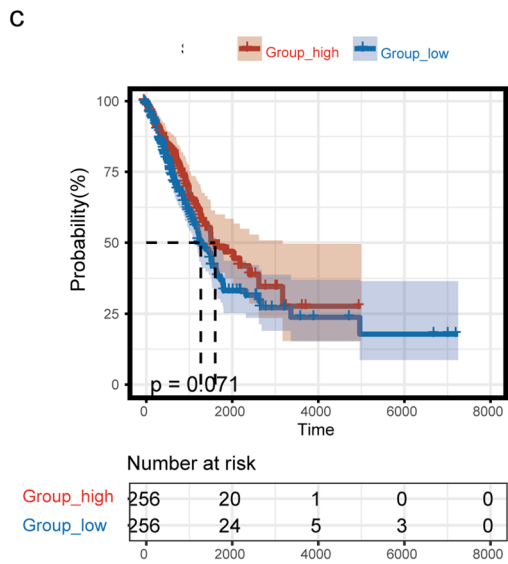 C
Group_high Group_low
Probability(%)
100
75
50
25
0
p = 0.071
0 2000 4000 6000 8000
Time
Number at risk
Group_high 256 20 1 0 0
Group_low 256 24 5 3 0
0 2000 4000 6000 8000